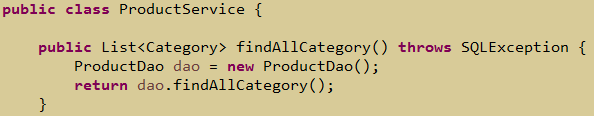 public class ProductService {
public List<Category> findAllCategory() throws SQLException {
ProductDao dao = new ProductDao();
return dao.findAllCategory();
}